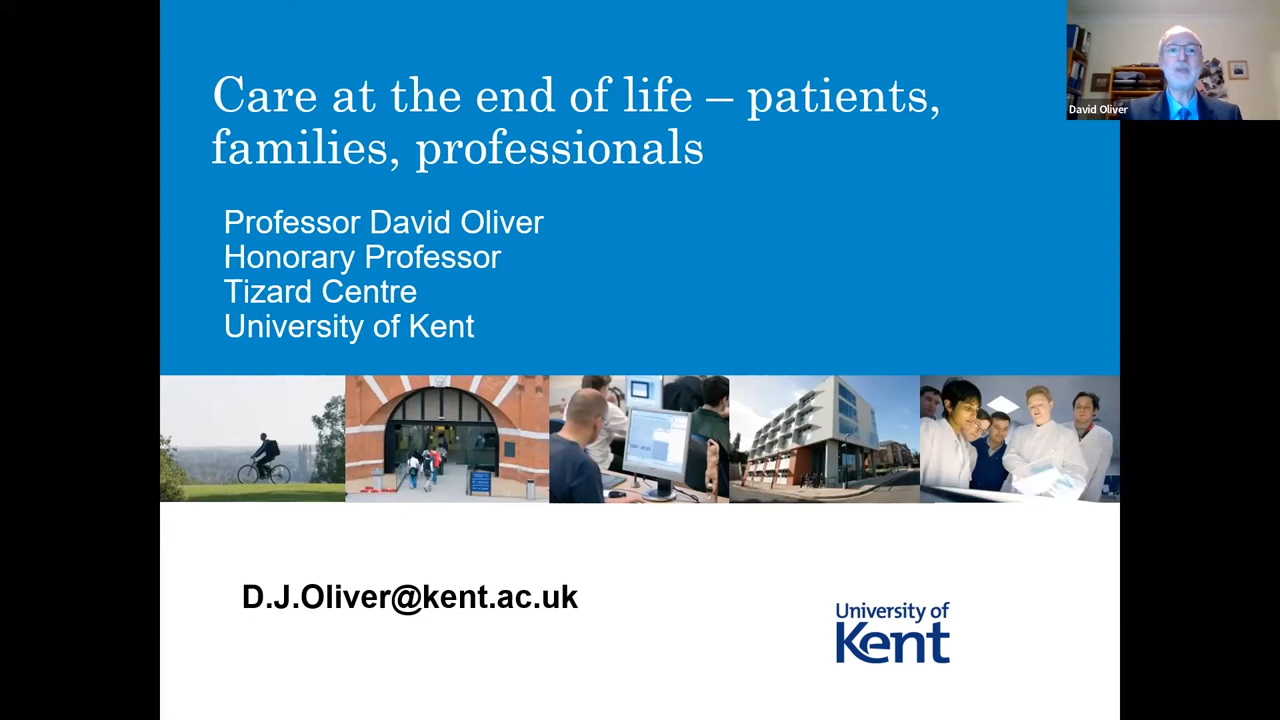 Care at the end of life – patients,
families, professionals
David Oliver
Professor David Oliver
Honorary Professor
Tizard Centre
University of Kent
D.J.Oliver@kent.ac.uk
University of
Kent